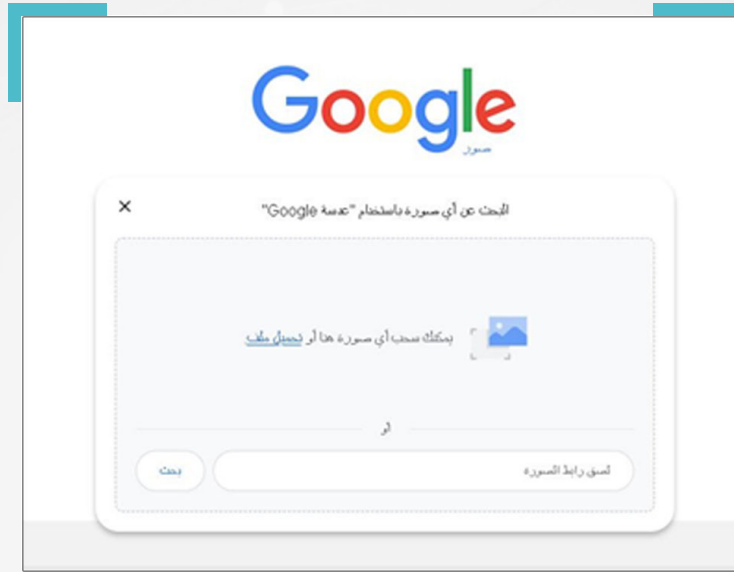 Google
صور
البحث عن أي صورة باستخدام "عدسة Google"
يمكنك سحب أي صورة هنا أو تحميل ملف
أو
لصق رابط الصورة
بحث